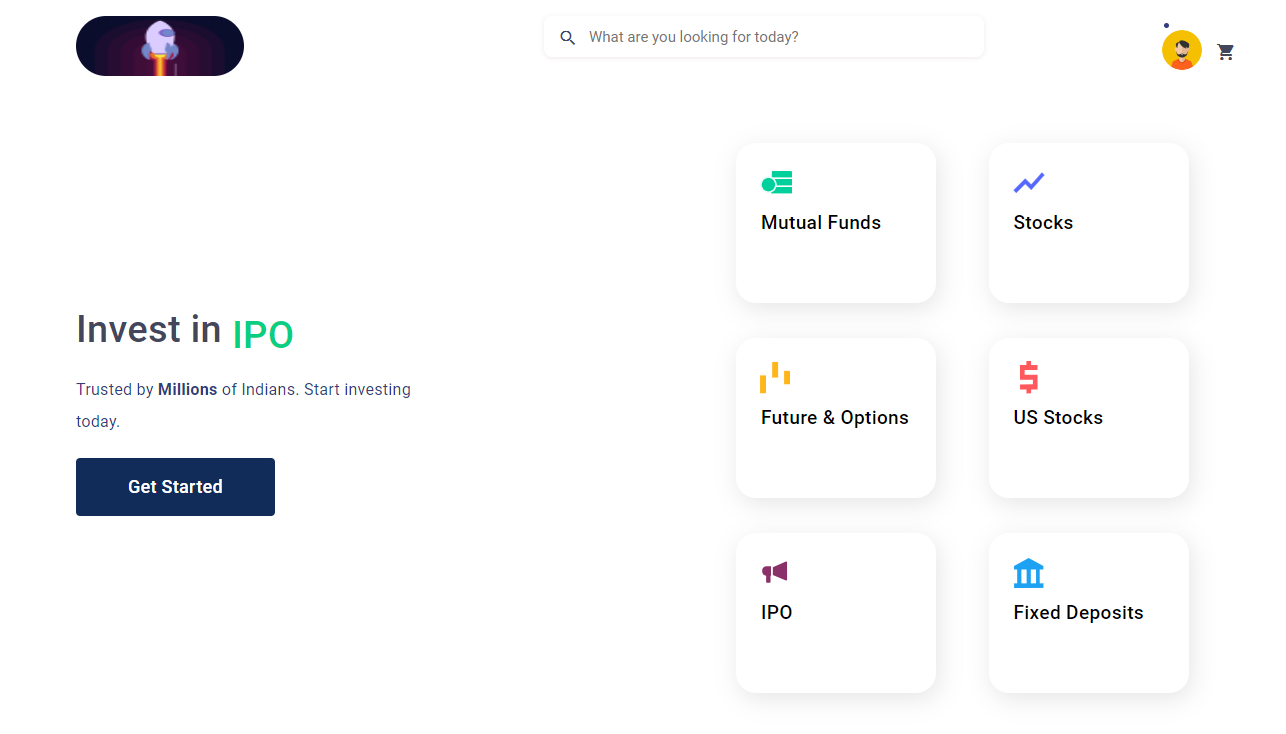 What are you looking for today?
Invest in IPO
Trusted by Millions of Indians. Start investing
today.
Get Started
Mutual Funds
Stocks
Future & Options
US Stocks
IPO
Fixed Deposits